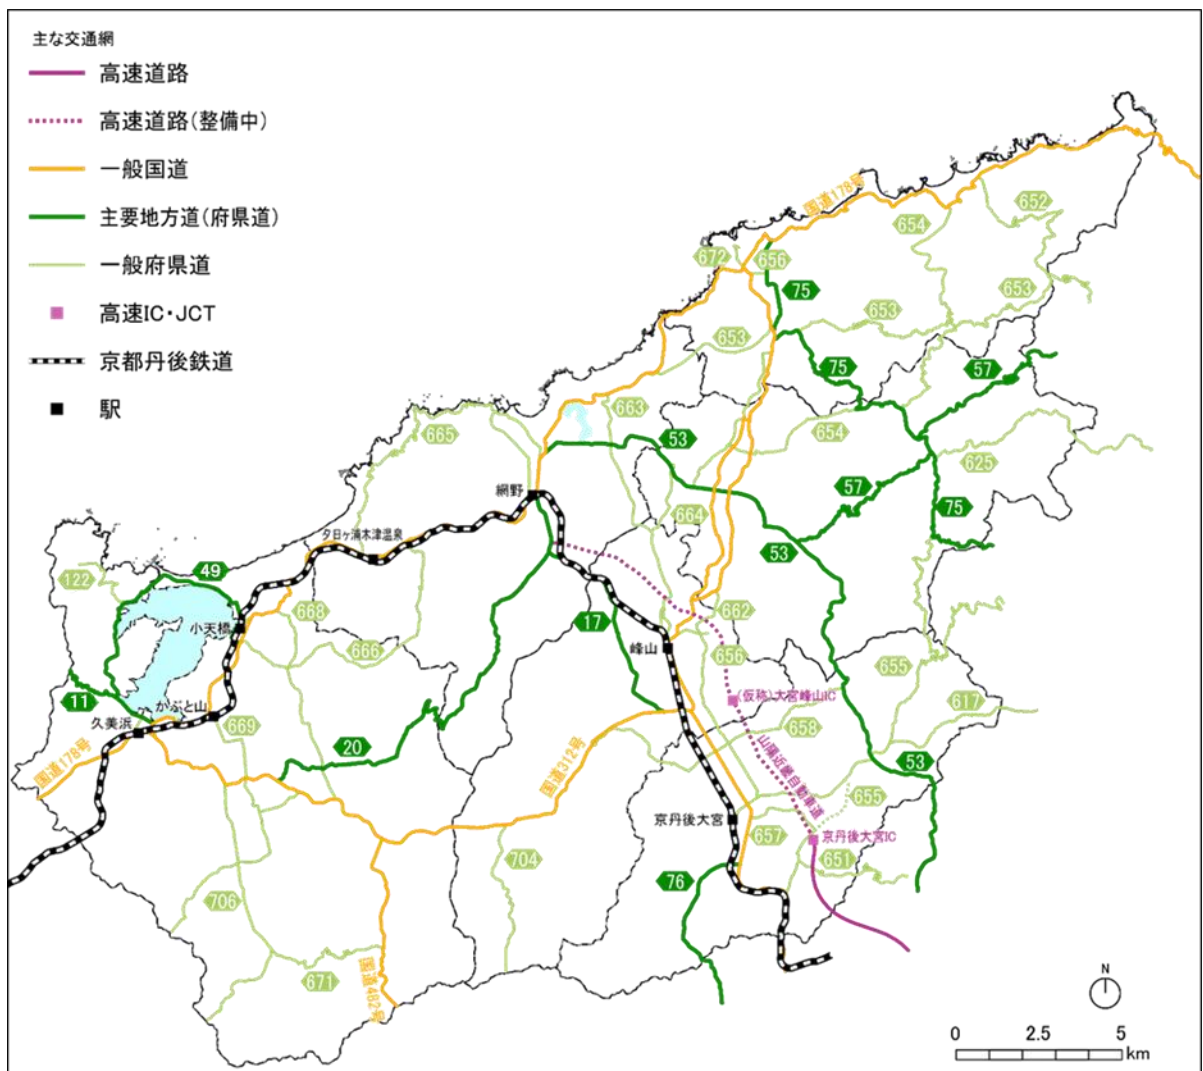 主な交通網
高速道路
高速道路(整備中)
一般国道
主要地方道(府県道)
一般府県道
高速IC・JCT
京都丹後鉄道
駅
国道178号
652
654
672
656
75
653
653
653
75
57
663
665
53
654
625
網野
57
664
75
夕日ヶ浦木津温泉
53
49
122
668
662
17
小天橋
666
峰山
656
655
11
(仮称)大宮峰山IC
617
かぶと山
久美浜
669
658
国道178号
20
国道312号
山陰近畿自動車道
53
655
京丹後大宮
657
京丹後大宮IC
704
651
76
706
671
国道482号
N
0 2.5 5
km